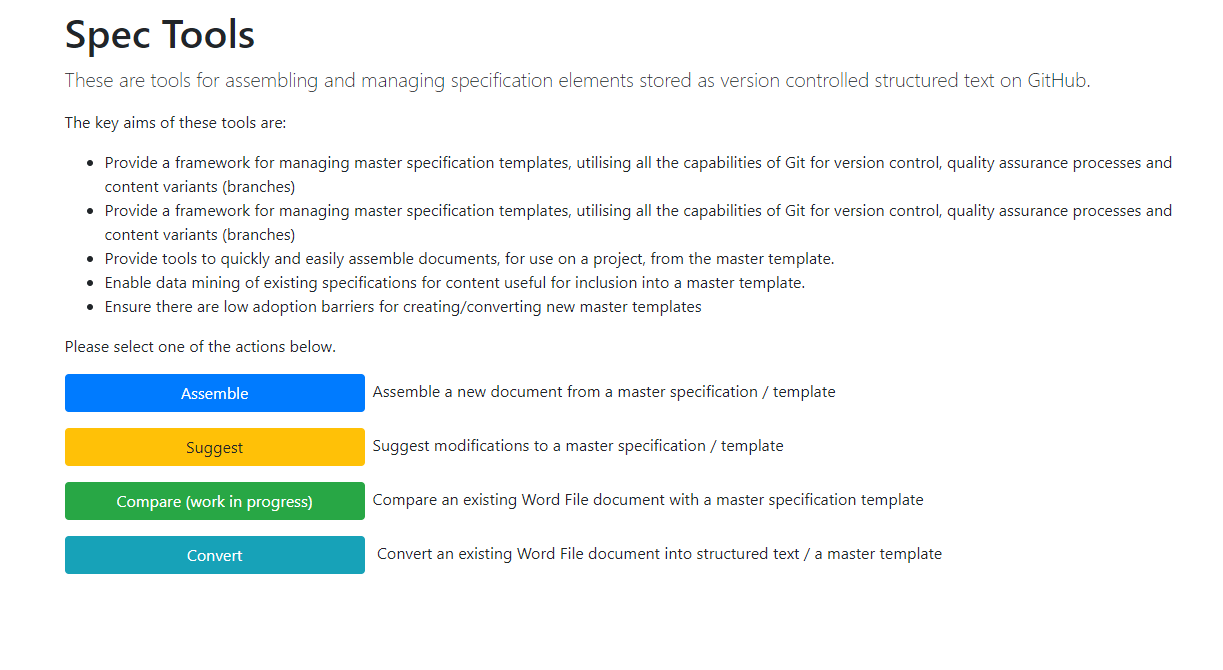 Spec Tools
These are tools for assembling and managing specification elements stored as version controlled structured text on GitHub.
The key aims of these tools are:
Provide a framework for managing master specification templates, utilising all the capabilities of Git for version control, quality assurance processes and
content variants (branches)
Provide a framework for managing master specification templates, utilising all the capabilities of Git for version control, quality assurance processes and
content variants (branches)
Provide tools to quickly and easily assemble documents, for use on a project, from the master template.
Enable data mining of existing specifications for content useful for inclusion into a master template.
Ensure there are low adoption barriers for creating/converting new master templates
Please select one of the actions below.
Assemble Assemble a new document from a master specification / template
Suggest Suggest modifications to a master specification / template
Compare (work in progress) Compare an existing Word File document with a master specification template
Convert Convert an existing Word File document into structured text / a master template